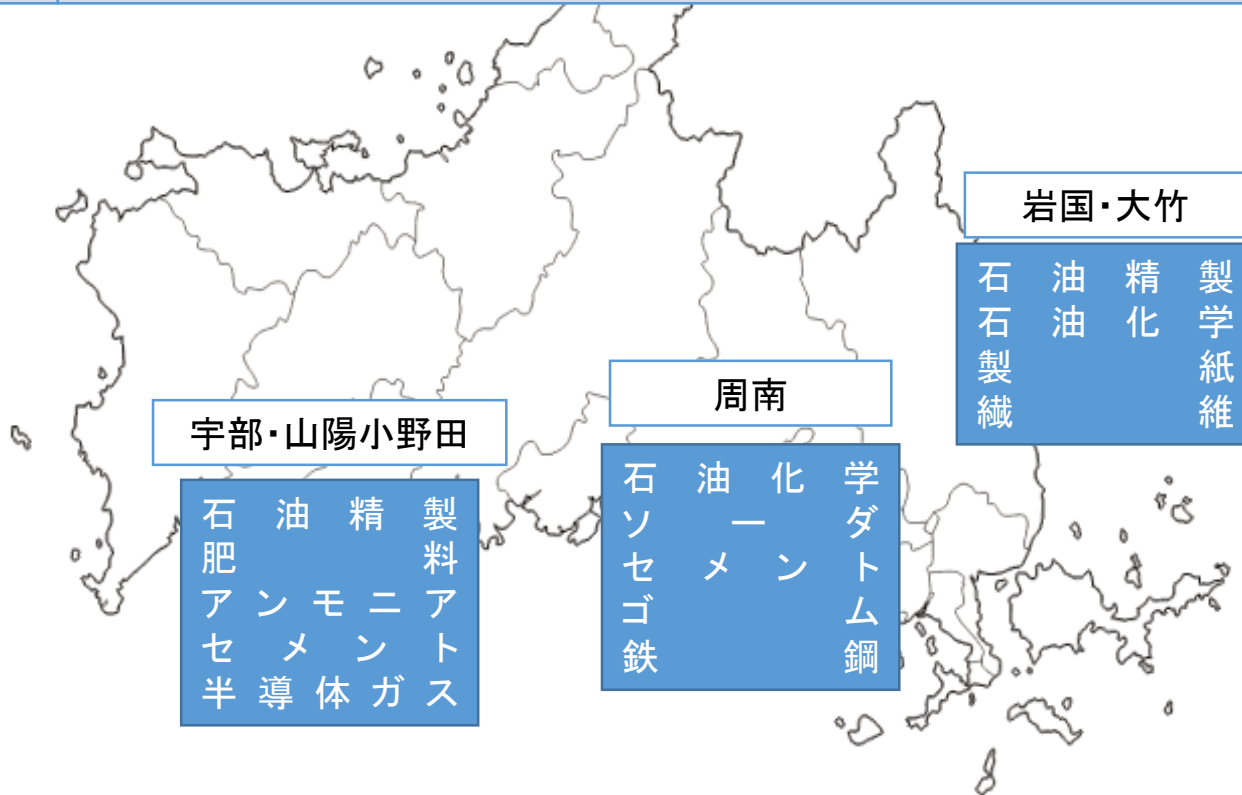 岩国・大竹
石油精製
石油化学
製紙
繊維
周南
石油化学
ソーダ
セメント
ゴム
鉄鋼
宇部・山陽小野田
石油精製
肥料
アンモニア
セメント
半導体ガス